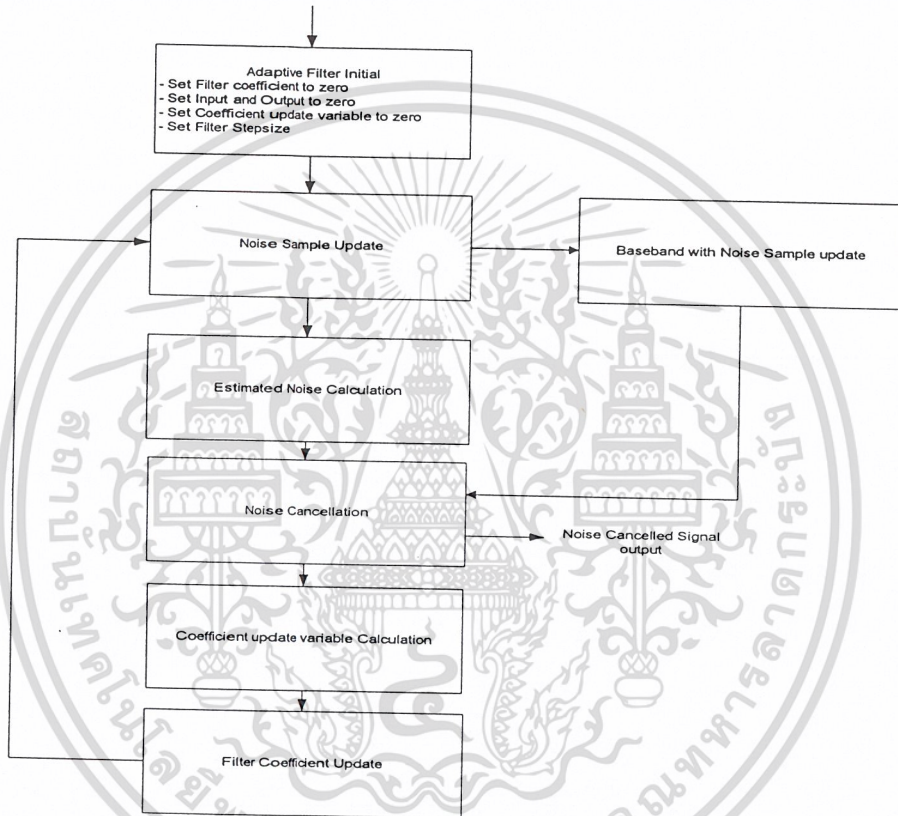 Adaptive Filter Initial
- Set Filter coefficient to zero
- Set Input and Output to zero
- Set Coefficient update variable to zero
- Set Filter Stepsize
Noise Sample Update
Baseband with Noise Sample update
Estimated Noise Calculation
Noise Cancellation
Noise Cancelled Signal
output
Coefficient update variable Calculation
Filter Coefficient Update